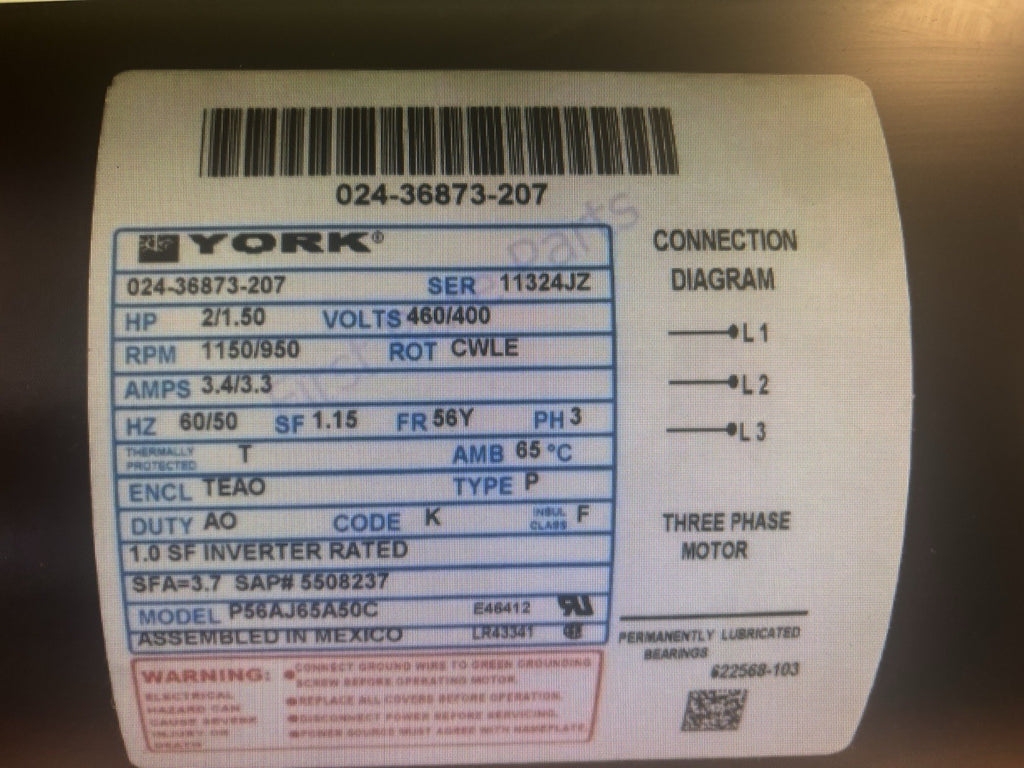 024-36873-207
YORK®
024-36873-207 SER 11324JZ
HP 2/1.50 VOLTS 460/400
RPM 1150/950 ROT CWLE
AMPS 3.4/3.3
HZ 60/50 SF 1.15 FR 56Y PH 3
THERMALLY PROTECTED T AMB 65 °C
ENCL TEAO TYPE P
DUTY AO CODE K INSUL CLASS F
1.0 SF INVERTER RATED
SFA=3.7 SAP# 5508237
MODEL P56AJ65A50C E46412
ASSEMBLED IN MEXICO LR43341
WARNING:
ELECTRICAL
HAZARD CAN
CAUSE SEVERE
INJURY OR
DEATH
●CONNECT GROUND WIRE TO GREEN GROUNDING
SCREW BEFORE OPERATING MOTOR.
●REPLACE ALL COVERS BEFORE OPERATION.
●DISCONNECT POWER BEFORE SERVICING.
●POWER SOURCE MUST AGREE WITH NAMEPLATE.
CONNECTION
DIAGRAM
L1
L2
L3
THREE PHASE
MOTOR
PERMANENTLY LUBRICATED
BEARINGS
622568-103
First Parts